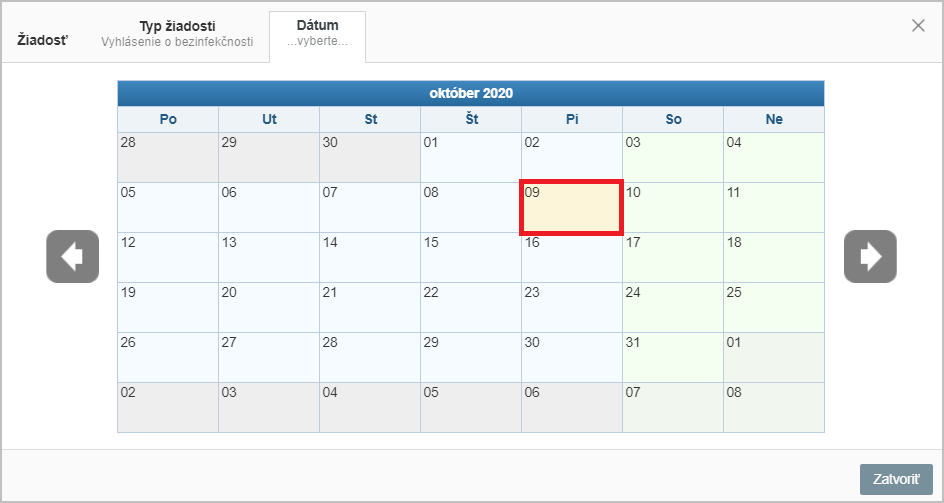 Žiadosť
Typ žiadosti
Vyhlásenie o bezinfekčnosti
Dátum
...vyberte...
október 2020
Po Ut St Št Pi So Ne
28 29 30 01 02 03 04
05 06 07 08 09 10 11
12 13 14 15 16 17 18
19 20 21 22 23 24 25
26 27 28 29 30 31 01
02 03 04 05 06 07 08
Zatvoriť